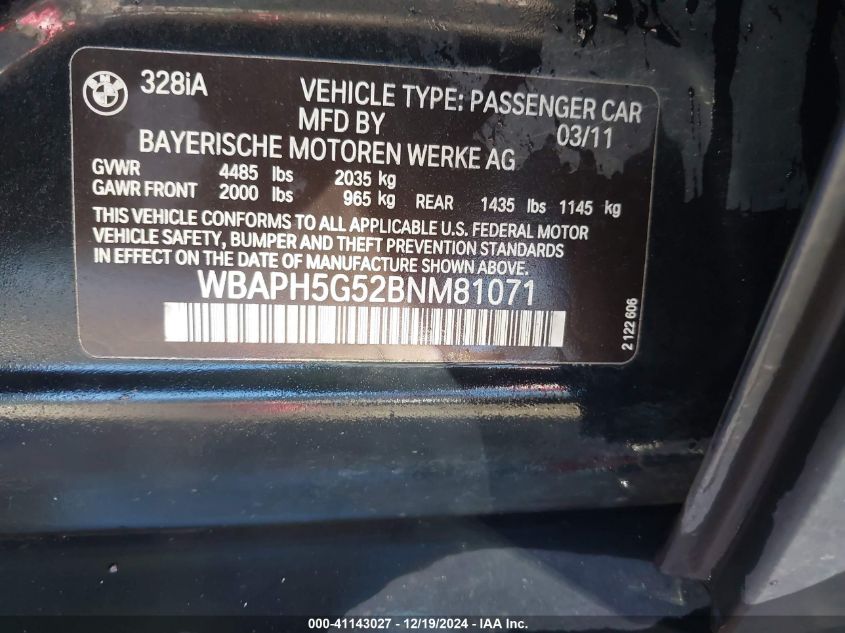 BMW
328iA
VEHICLE TYPE: PASSENGER CAR
MFD BY 03/11
BAYERISCHE MOTOREN WERKE AG
GVWR 4485 lbs 2035 kg
GAWR FRONT 2000 lbs 965 kg REAR 1435 lbs 1145 kg
THIS VEHICLE CONFORMS TO ALL APPLICABLE U.S. FEDERAL MOTOR
VEHICLE SAFETY, BUMPER AND THEFT PREVENTION STANDARDS
IN EFFECT ON THE DATE OF MANUFACTURE SHOWN ABOVE.
WBAPH5G52BNM81071
2 122 606
000-41143027 - 12/19/2024 - IAA Inc.